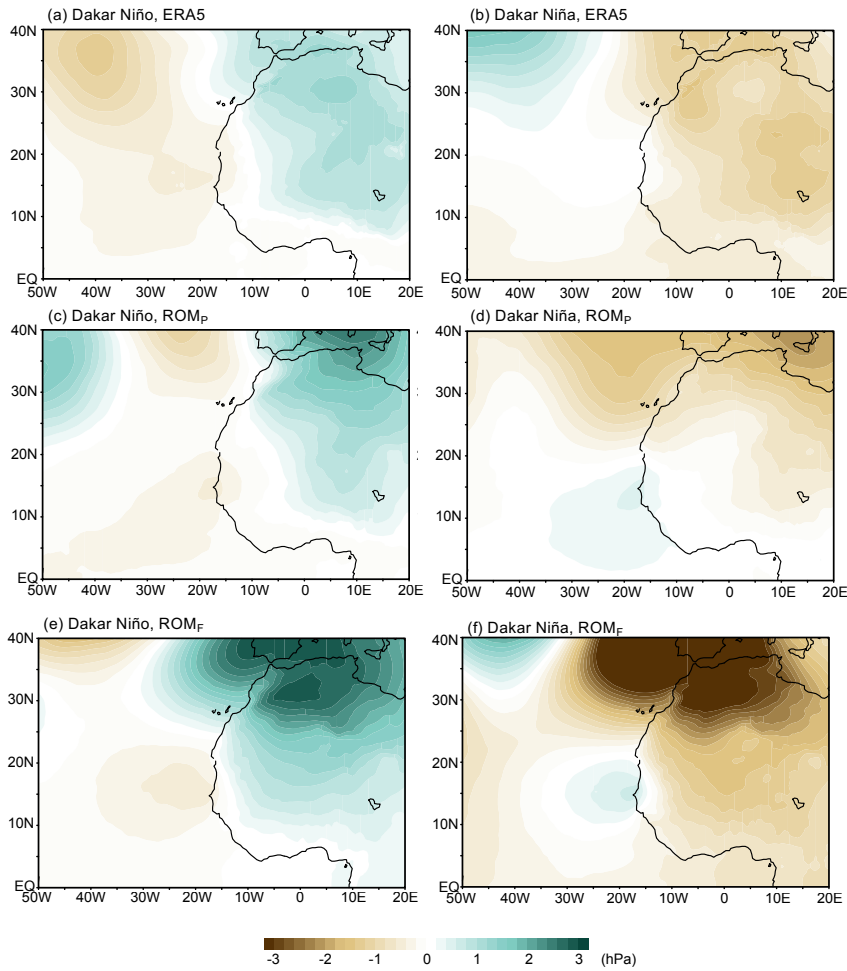 (a) Dakar Niño, ERA5
(b) Dakar Niña, ERA5
40N
30N
20N
10N
EQ
50W 40W 30W 20W 10W 0 10E 20E
40N
30N
20N
10N
EQ
50W 40W 30W 20W 10W 0 10E 20E
(c) Dakar Niño, ROMP
(d) Dakar Niña, ROMP
40N
30N
20N
10N
EQ
50W 40W 30W 20W 10W 0 10E 20E
40N
30N
20N
10N
EQ
50W 40W 30W 20W 10W 0 10E 20E
(e) Dakar Niño, ROMF
(f) Dakar Niña, ROMF
40N
30N
20N
10N
EQ
50W 40W 30W 20W 10W 0 10E 20E
40N
30N
20N
10N
EQ
50W 40W 30W 20W 10W 0 10E 20E
-3 -2 -1 0 1 2 3 (hPa)